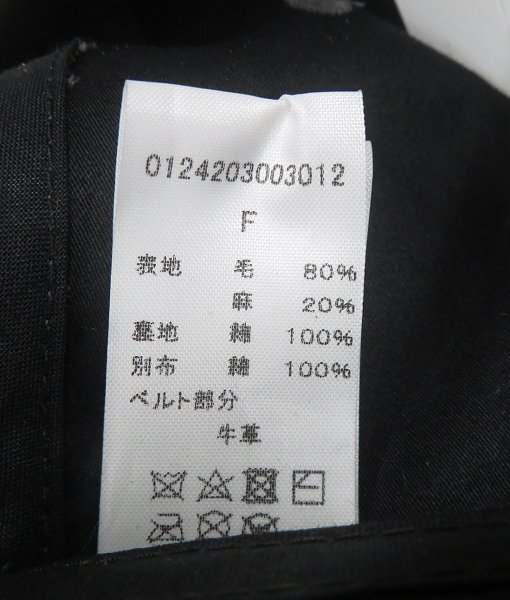 0124203003012
F
表地 毛 80%
麻 20%
裏地 綿 100%
別布 綿 100%
ベルト部分
牛革